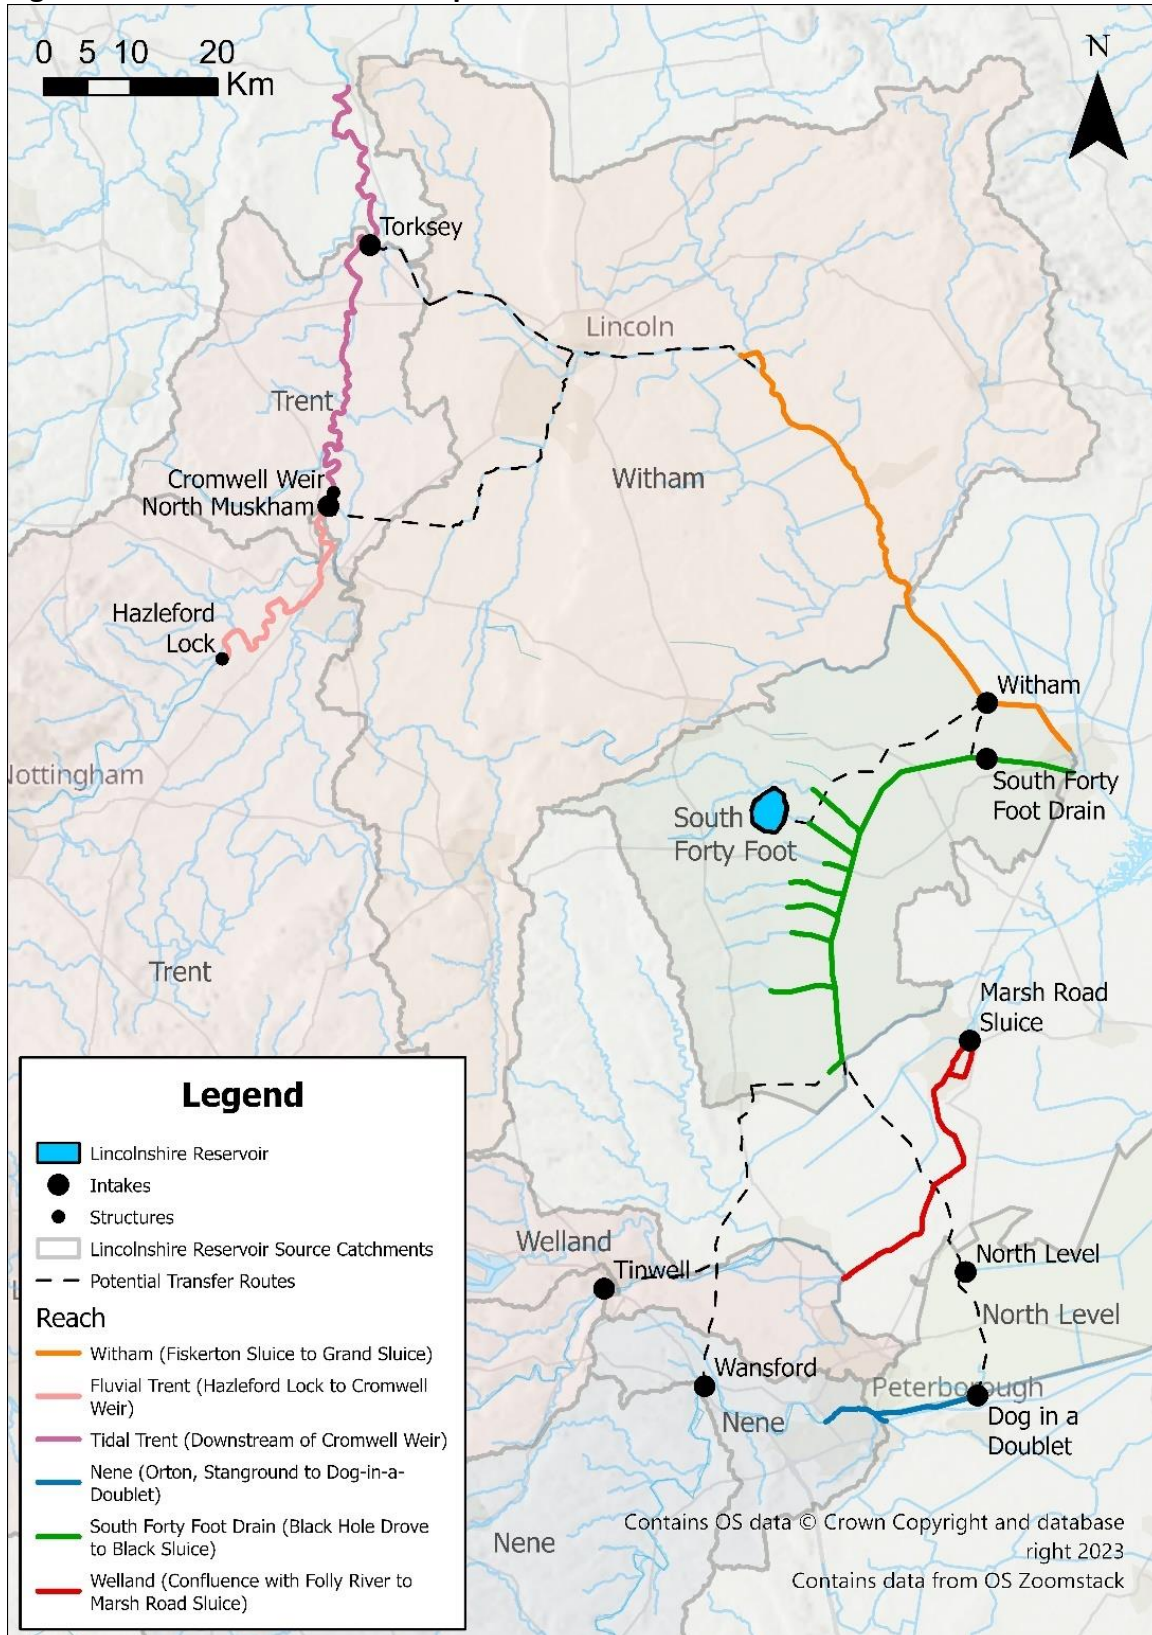 0 5 10 20
Km
N
Torksey
Lincoln
Trent
Cromwell Weir
North Muskham
Witham
Hazleford
Lock
Witham
Nottingham
South Forty
Foot Drain
South
Forty Foot
Trent
Marsh Road
Sluice
Welland
Tinwell
North Level
North Level
Wansford
Peterborough
Nene
Dog in a
Doublet
Nene
Legend
Lincolnshire Reservoir
Intakes
Structures
Lincolnshire Reservoir Source Catchments
Potential Transfer Routes
Reach
Witham (Fiskerton Sluice to Grand Sluice)
Fluvial Trent (Hazleford Lock to Cromwell
Weir)
Tidal Trent (Downstream of Cromwell Weir)
Nene (Orton, Stanground to Dog-in-a-
Doublet)
South Forty Foot Drain (Black Hole Drove
to Black Sluice)
Welland (Confluence with Folly River to
Marsh Road Sluice)
Contains OS data © Crown Copyright and database
right 2023
Contains data from OS Zoomstack